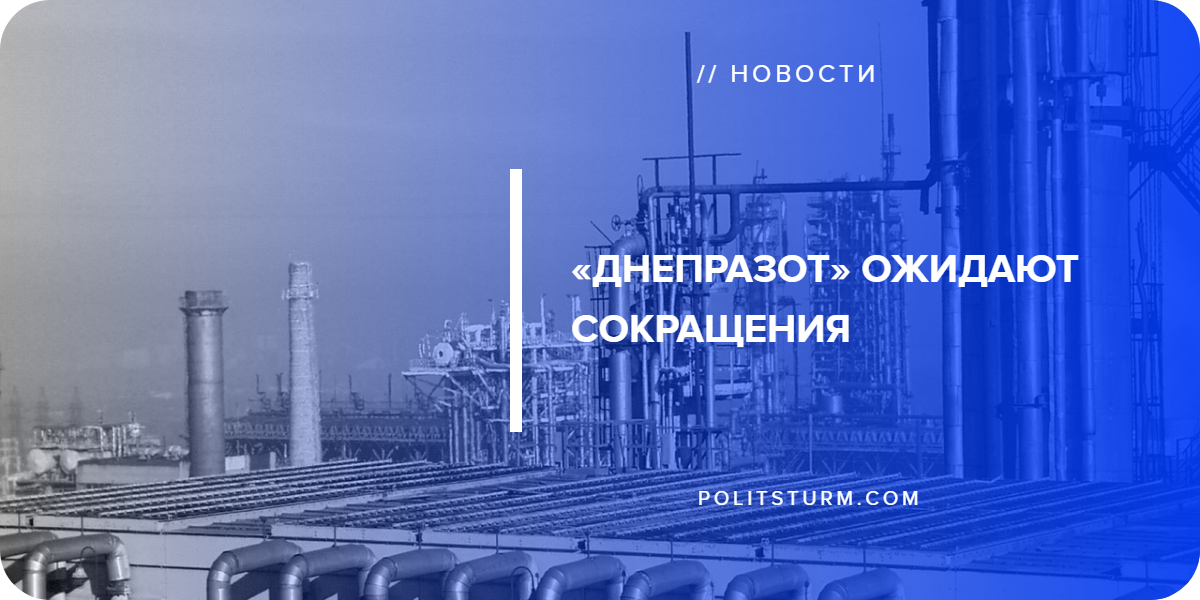 // НОВОСТИ
«ДНЕПРАЗОТ» ОЖИДАЮТ
СОКРАЩЕНИЯ
POLITSTURM.COM